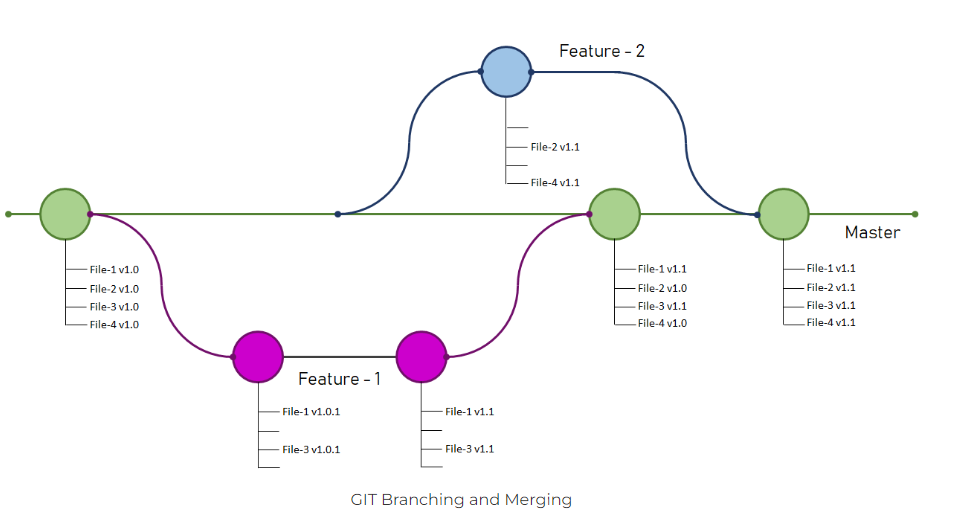 Feature - 2
File-2 v1.1
File-4 v1.1
Master
File-1 v1.0
File-2 v1.0
File-3 v1.0
File-4 v1.0
File-1 v1.1
File-2 v1.0
File-3 v1.1
File-4 v1.0
File-1 v1.1
File-2 v1.1
File-3 v1.1
File-4 v1.1
Feature - 1
File-1 v1.0.1
File-3 v1.0.1
File-1 v1.1
File-3 v1.1
GIT Branching and Merging